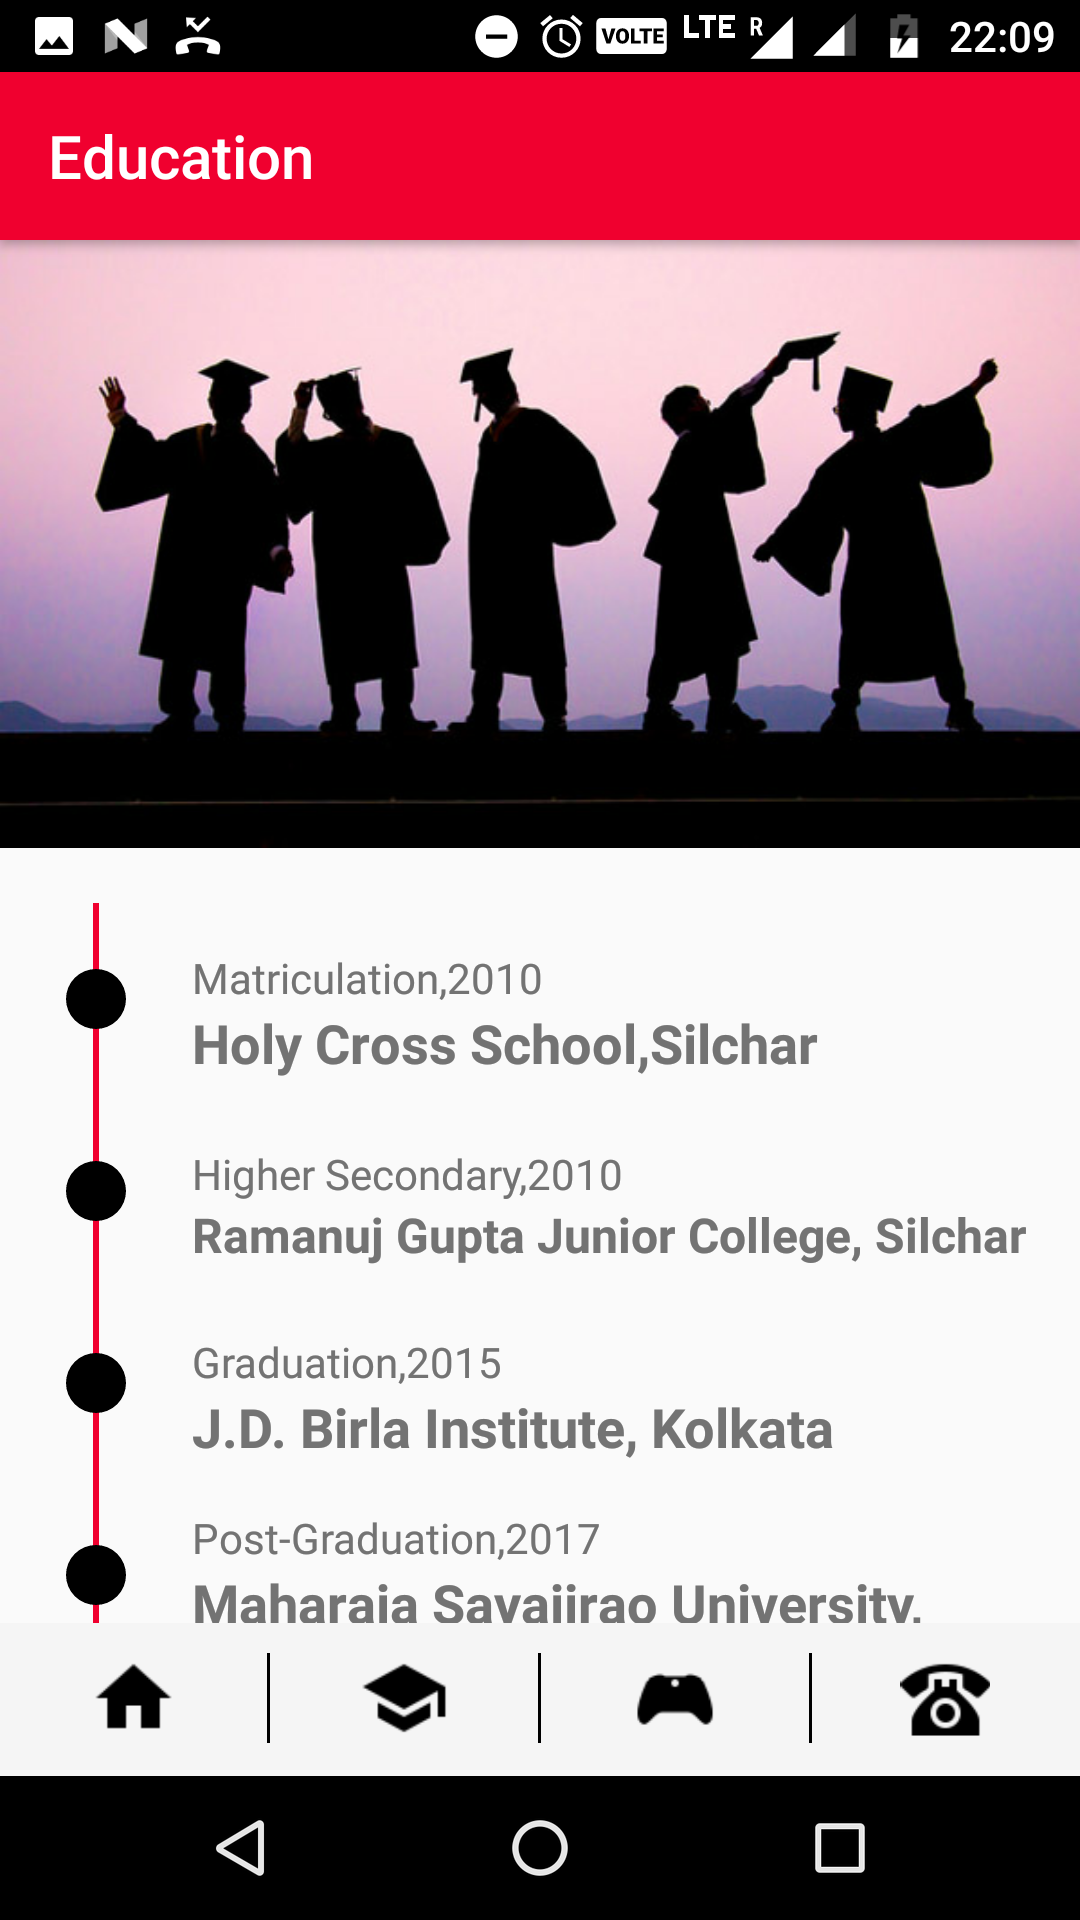 VOLTE LTE R 22:09
Education
Matriculation,2010
Holy Cross School,Silchar
Higher Secondary,2010
Ramanuj Gupta Junior College, Silchar
Graduation,2015
J.D. Birla Institute, Kolkata
Post-Graduation,2017
Maharaja Sayajirao University,